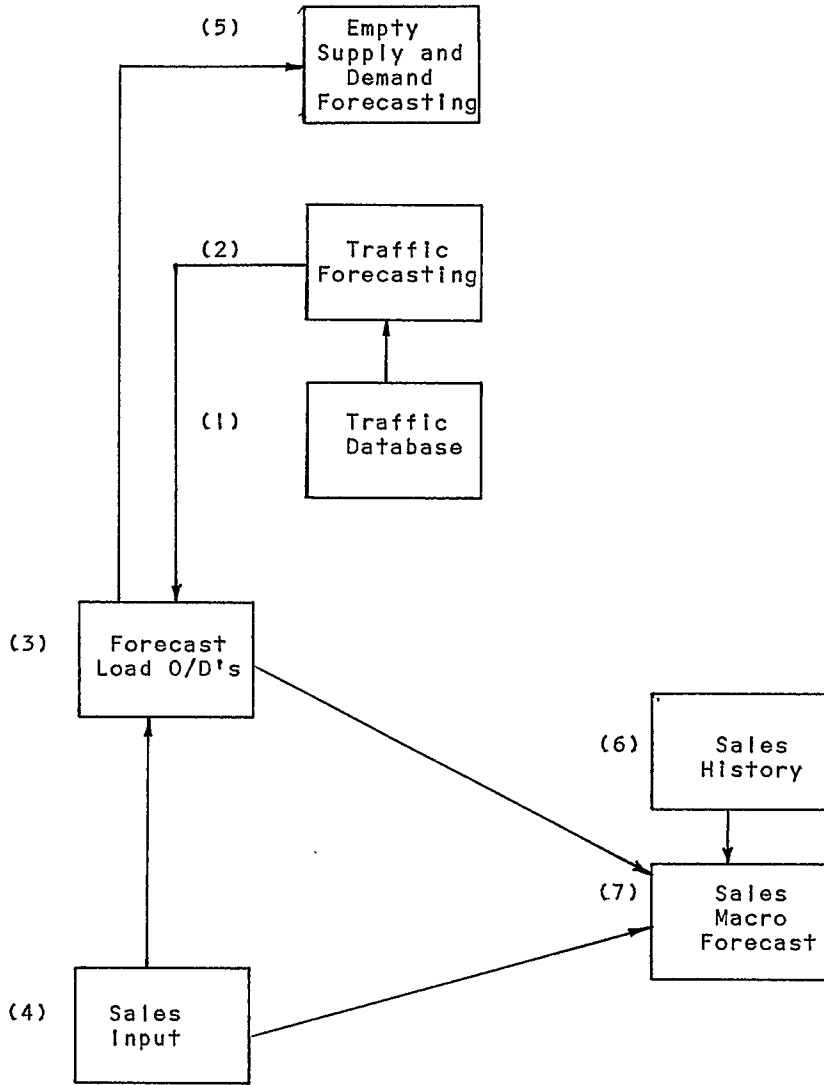 (5)
Empty
Supply and
Demand
Forecasting
(2)
Traffic
Forecasting
(1)
Traffic
Database
(3)
Forecast
Load O/D's
(6)
Sales
History
(7)
Sales
Macro
Forecast
(4)
Sales
Input